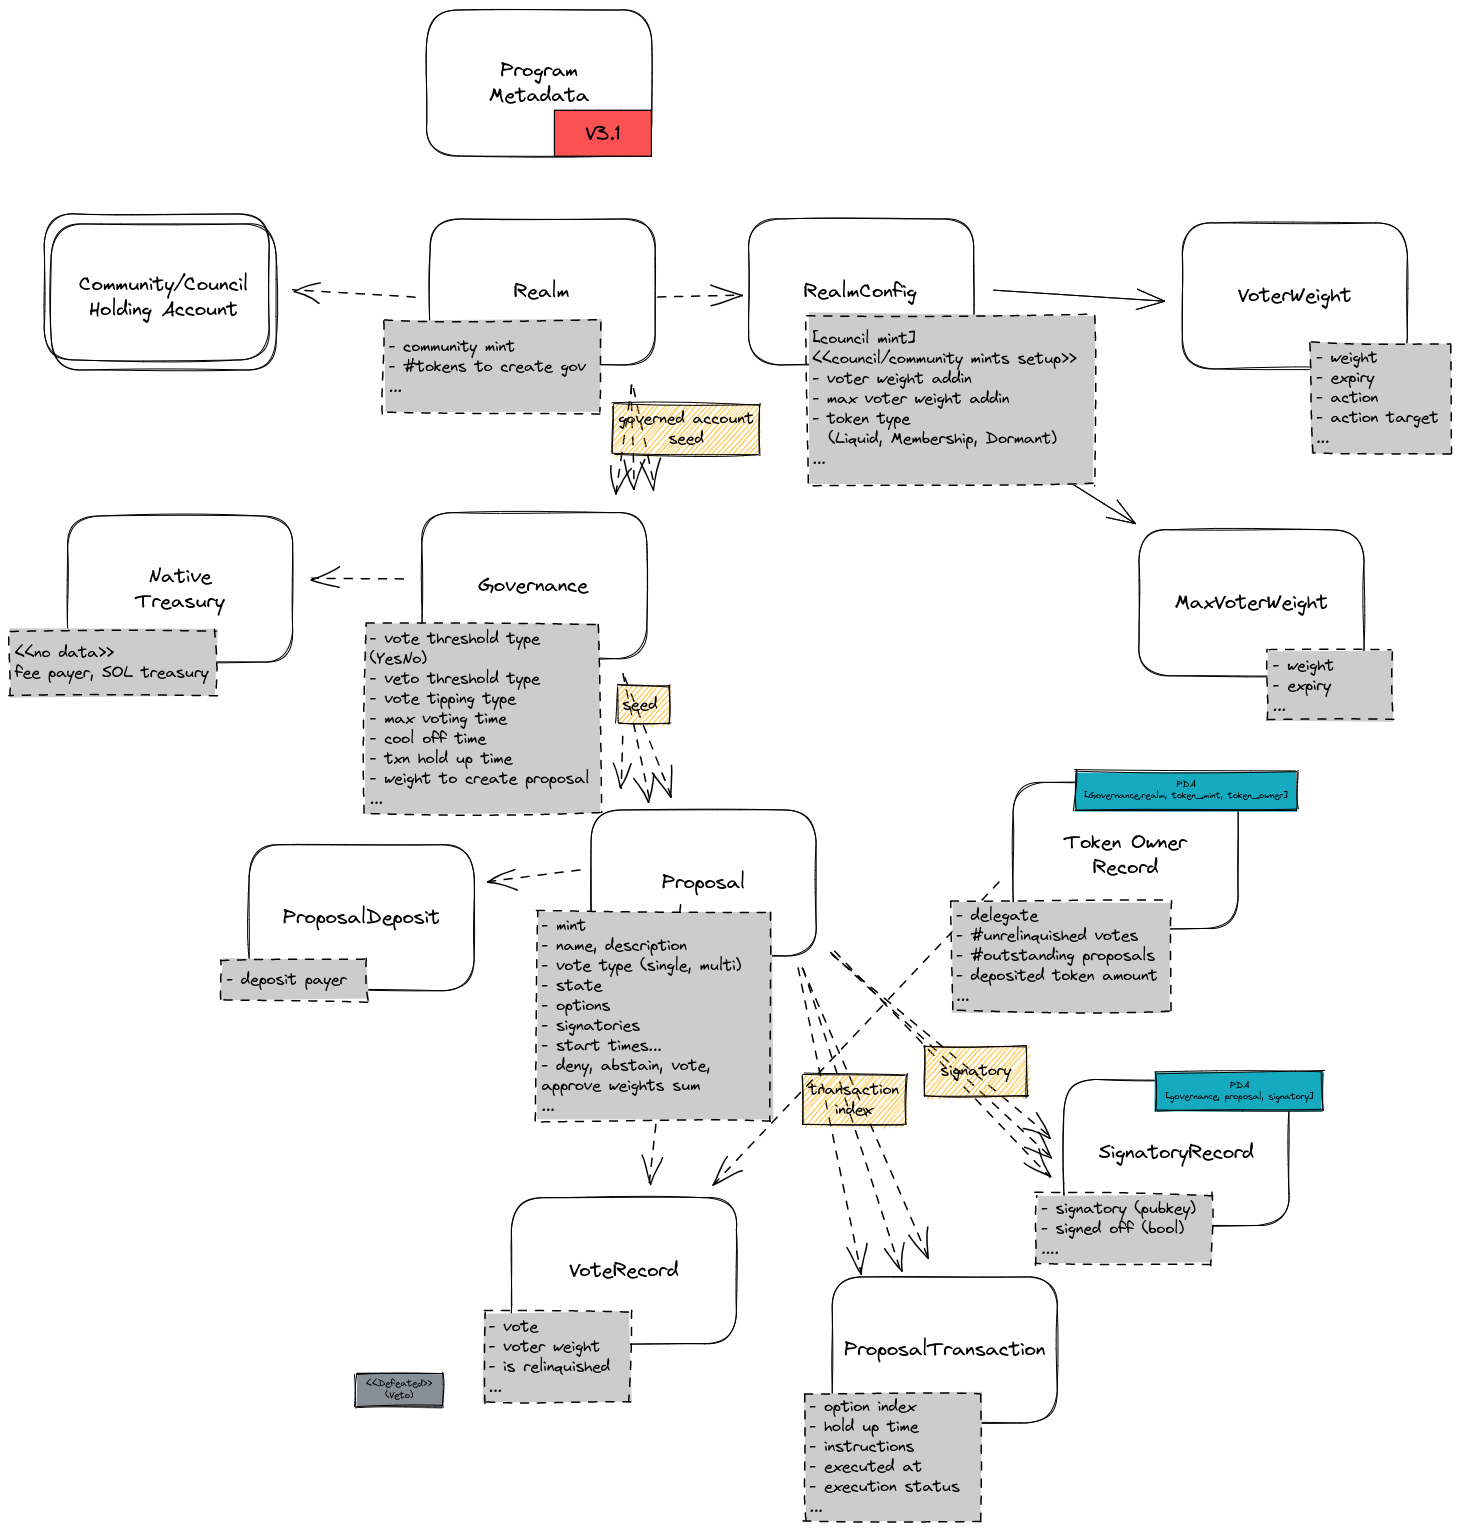 Program
Metadata
V3.1
Community/Council
Holding Account
Realm
- community mint
- #tokens to create gov
...
RealmConfig
[council mint]
<<council/community mints setup>>
- voter weight addin
- max voter weight addin
- token type
(Liquid, Membership, Dormant)
...
VoterWeight
- weight
- expiry
- action
- action target
...
governed account
seed
Native
Treasury
<<no data>>
fee payer, SOL treasury
Governance
- vote threshold type
(YesNo)
- veto threshold type
- vote tipping type
- max voting time
- cool off time
- txn hold up time
- weight to create proposal
...
seed
MaxVoterWeight
- weight
- expiry
...
ProposalDeposit
- deposit payer
Proposal
- mint
- name, description
- vote type (single, multi)
- state
- options
- signatories
- start times...
- deny, abstain, vote,
approve weights sum
...
PDA
[Governance,realm, token_mint, token_owner]
Token Owner
Record
- delegate
- #unrelinquished votes
- #outstanding proposals
- deposited token amount
...
transaction
index
signatory
PDA
[governance, proposal, signatory]
SignatoryRecord
- signatory (pubkey)
- signed off (bool)
....
VoteRecord
- vote
- voter weight
- is relinquished
...
<<Defeated>>
(Veto)
ProposalTransaction
- option index
- hold up time
- instructions
- executed at
- execution status
...